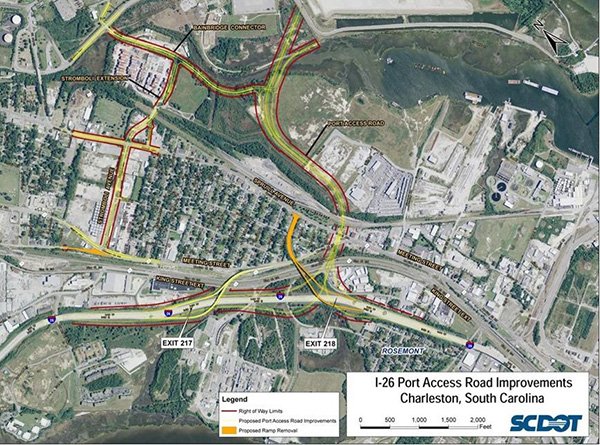 BAINBRIDGE CONNECTOR
STROMBOLI EXTENSION
PORT ACCESS ROAD
STROMBOLI AVENUE
SPRUILL AVENUE
MEETING STREET
MEETING STREET
KING STREET EXT
KING STREET EXT
EXIT 217
EXIT 218
ROSEMONT
N
Legend
Right of Way Limits
Proposed Port Access Road Improvements
Proposed Ramp Removal
I-26 Port Access Road Improvements
Charleston, South Carolina
0 500 1,000 2,000
Feet
SCDOT